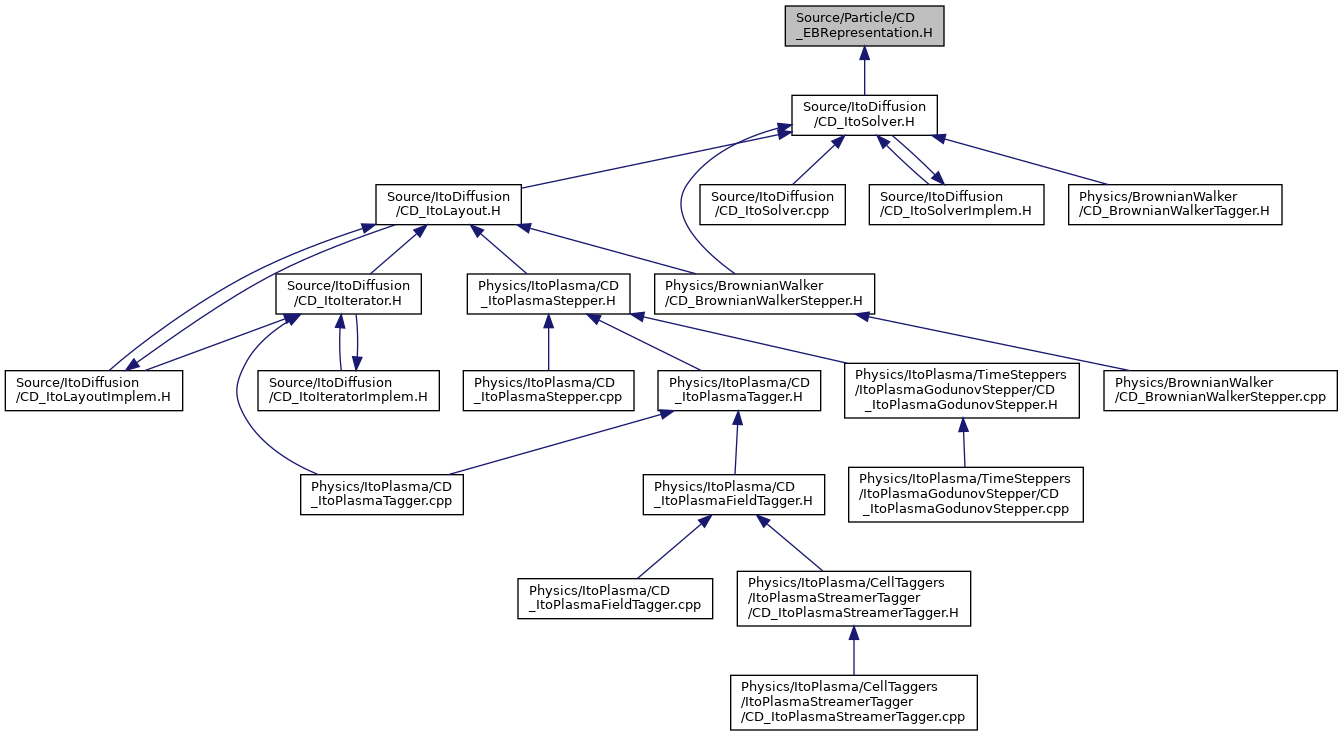 Source/Particle/CD
_EBRepresentation.H
Source/ItoDiffusion
/CD_ItoSolver.H
Source/ItoDiffusion
/CD_ItoLayout.H
Source/ItoDiffusion
/CD_ItoSolver.cpp
Source/ItoDiffusion
/CD_ItoSolverImplem.H
Physics/BrownianWalker
/CD_BrownianWalkerTagger.H
Source/ItoDiffusion
/CD_ItoIterator.H
Physics/ItoPlasma/CD
_ItoPlasmaStepper.H
Physics/BrownianWalker
/CD_BrownianWalkerStepper.H
Source/ItoDiffusion
/CD_ItoLayoutImplem.H
Source/ItoDiffusion
/CD_ItoIteratorImplem.H
Physics/ItoPlasma/CD
_ItoPlasmaStepper.cpp
Physics/ItoPlasma/CD
_ItoPlasmaTagger.H
Physics/ItoPlasma/TimeSteppers
/ItoPlasmaGodunovStepper/CD
_ItoPlasmaGodunovStepper.H
Physics/BrownianWalker
/CD_BrownianWalkerStepper.cpp
Physics/ItoPlasma/CD
_ItoPlasmaTagger.cpp
Physics/ItoPlasma/CD
_ItoPlasmaFieldTagger.H
Physics/ItoPlasma/TimeSteppers
/ItoPlasmaGodunovStepper/CD
_ItoPlasmaGodunovStepper.cpp
Physics/ItoPlasma/CD
_ItoPlasmaFieldTagger.cpp
Physics/ItoPlasma/CellTaggers
/ItoPlasmaStreamerTagger
/CD_ItoPlasmaStreamerTagger.H
Physics/ItoPlasma/CellTaggers
/ItoPlasmaStreamerTagger
/CD_ItoPlasmaStreamerTagger.cpp